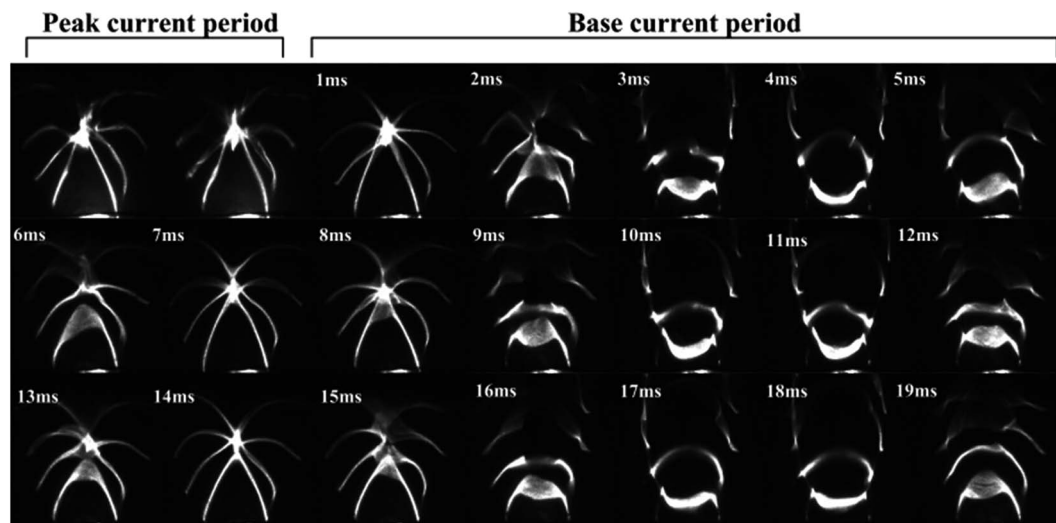 Peak current period
Base current period
1ms
2ms
3ms
4ms
5ms
6ms
7ms
8ms
9ms
10ms
11ms
12ms
13ms
14ms
15ms
16ms
17ms
18ms
19ms